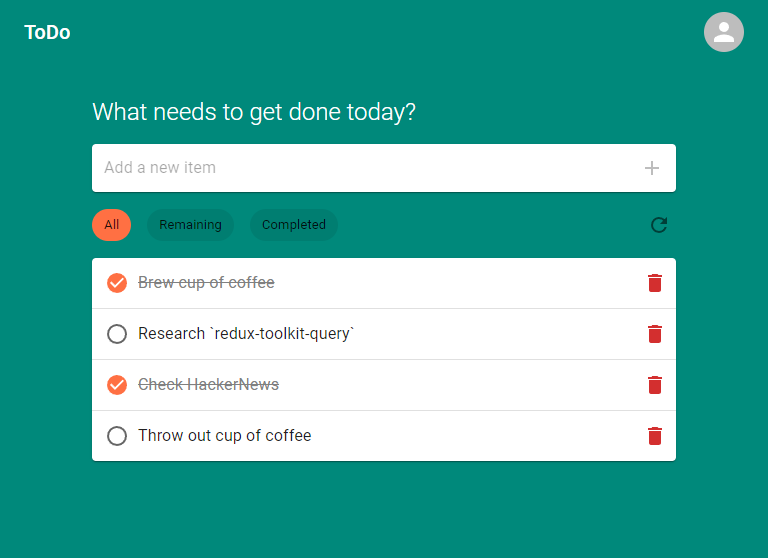 ToDo
What needs to get done today?
Add a new item
All Remaining Completed
Brew cup of coffee
Research `redux-toolkit-query`
Check HackerNews
Throw out cup of coffee